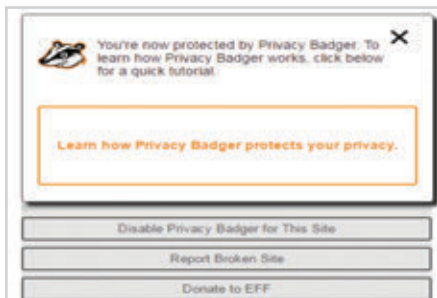 You're now protected by Privacy Badger. To
learn how Privacy Badger works, click below
for a quick tutorial.
Learn how Privacy Badger protects your privacy.
Disable Privacy Badger for This Site
Report Broken Site
Donate to EFF